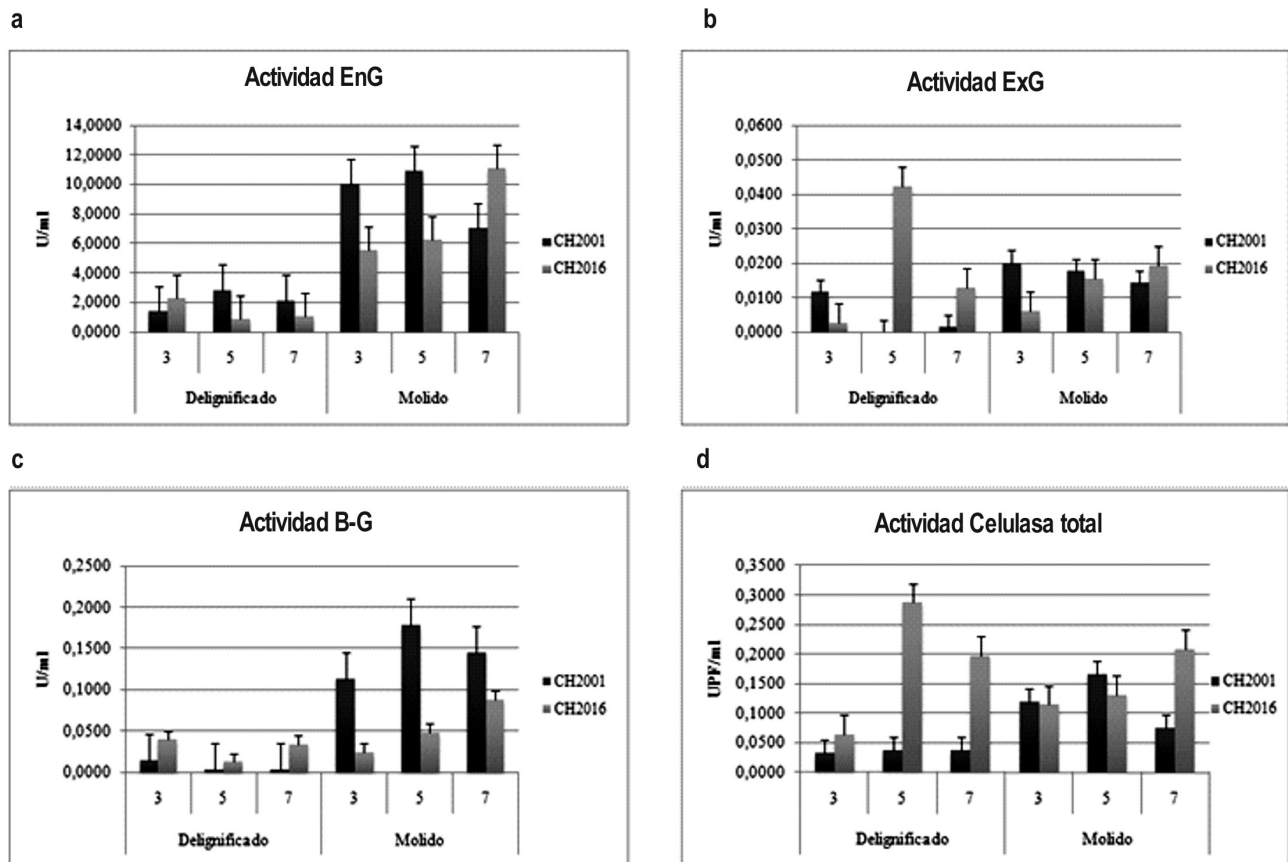 a
Actividad EnG
14,0000
12,0000
10,0000
8,0000
6,0000
4,0000
2,0000
0,0000
U/ml
3 5 7 3 5 7
Delignificado Molido
CH2001
CH2016
b
Actividad ExG
0,0600
0,0500
0,0400
0,0300
0,0200
0,0100
0,0000
U/ml
3 5 7 3 5 7
Delignificado Molido
CH2001
CH2016
c
Actividad B-G
0,2500
0,2000
0,1500
0,1000
0,0500
0,0000
U/ml
3 5 7 3 5 7
Delignificado Molido
CH2001
CH2016
d
Actividad Celulasa total
0,3500
0,3000
0,2500
0,2000
0,1500
0,1000
0,0500
0,0000
UPF/ml
3 5 7 3 5 7
Delignificado Molido
CH2001
CH2016